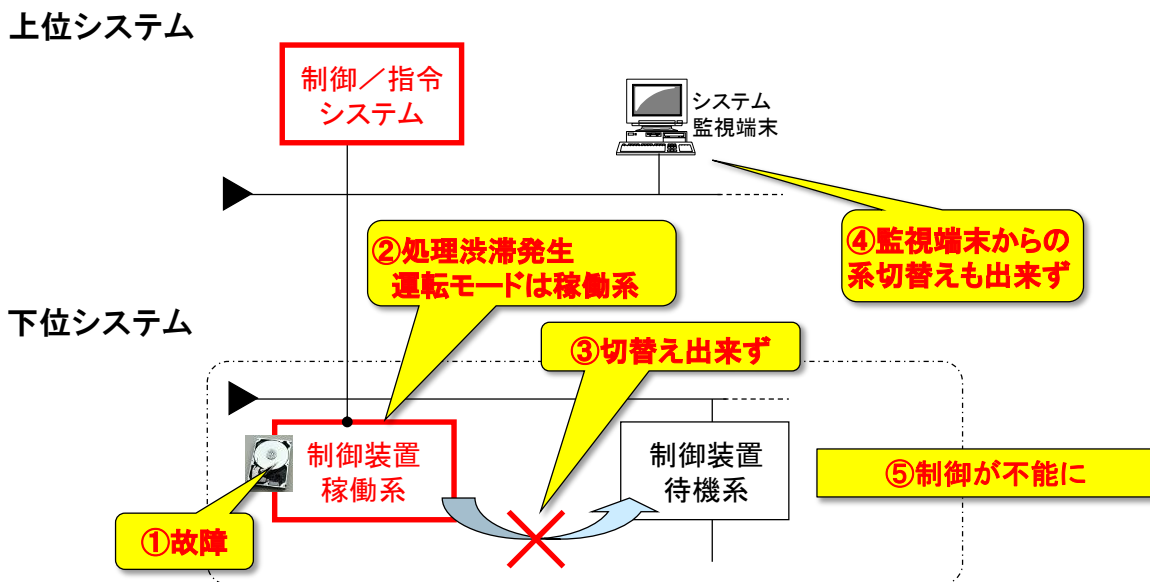 上位システム
制御／指令
システム
システム
監視端末
②処理渋滞発生
運転モードは稼働系
④監視端末からの
系切替えも出来ず
下位システム
③切替え出来ず
制御装置
稼働系
制御装置
待機系
⑤制御が不能に
①故障